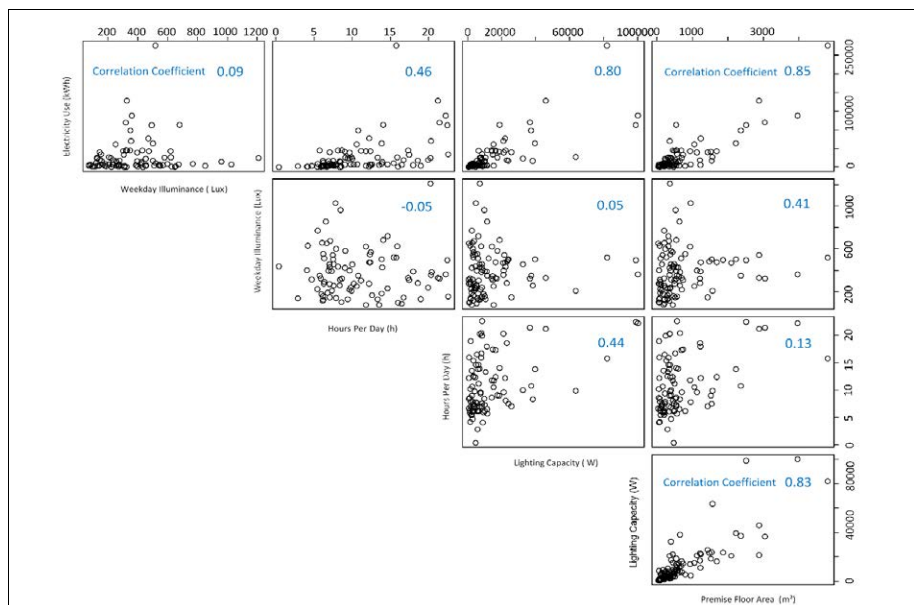 200 400 600 800 1000 1200
0 5 10 15 20
0 20000 60000 1000000
0 1000 3000
Electricity Use (kWh)
Correlation Coefficient 0.09
0.46
0.80
Correlation Coefficient 0.85
0 50000 100000 250000
Weekday Illuminance ( Lux)
Weekday Illuminance (Lux)
-0.05
0.05
0.41
200 600 1000
Hours Per Day (h)
Hours Per Day (h)
0.44
0.13
0 5 10 15 20
Lighting Capacity ( W)
Lighting Capacity (W)
Correlation Coefficient 0.83
0 20000 40000 80000
Premise Floor Area (m²)